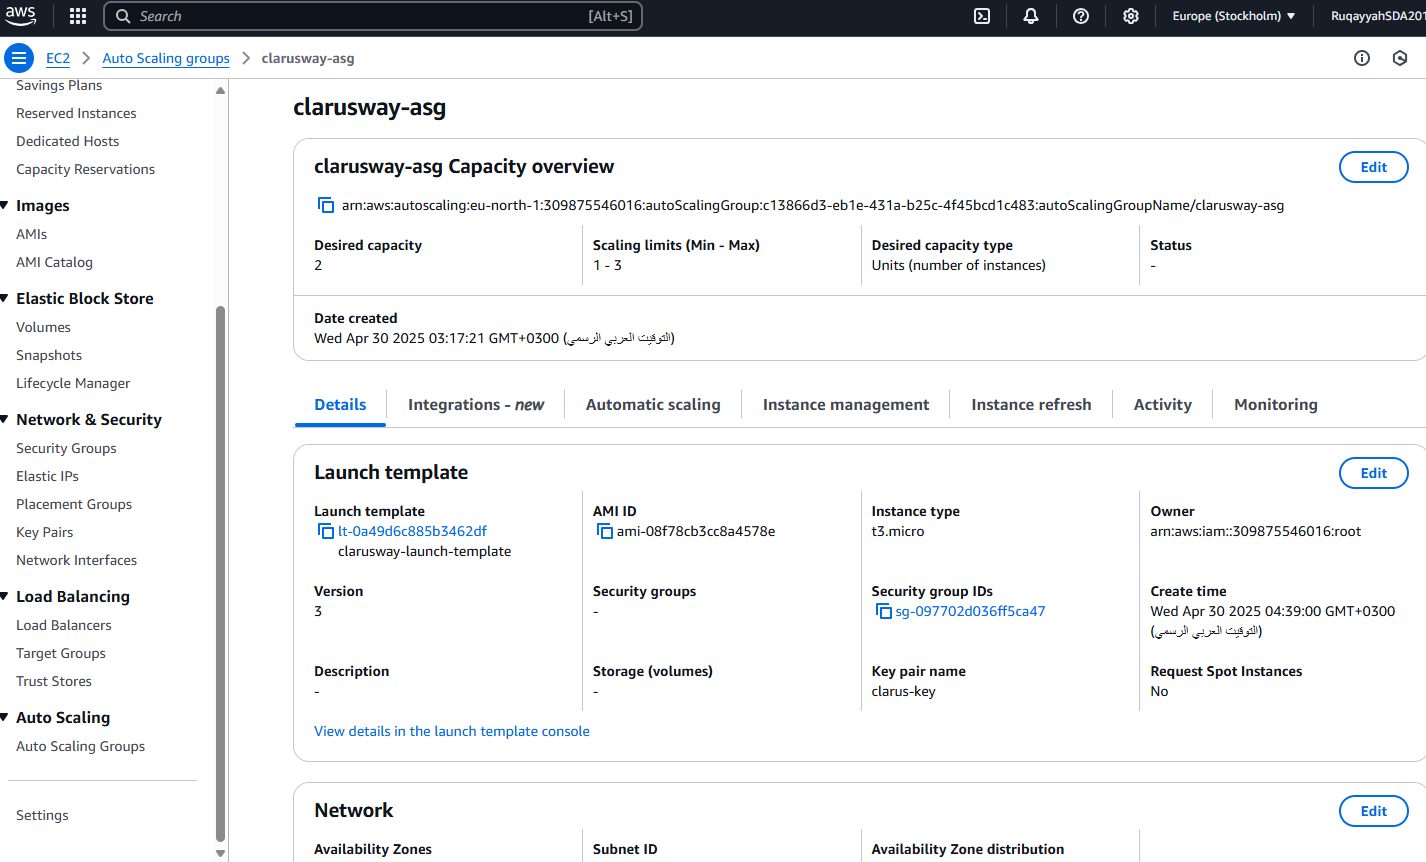 aws
Search
[Alt+S]
Europe (Stockholm)
RuqayyahSDA201
EC2
Auto Scaling groups
clarusway-asg
Savings Plans
Reserved Instances
Dedicated Hosts
Capacity Reservations
Images
AMIs
AMI Catalog
Elastic Block Store
Volumes
Snapshots
Lifecycle Manager
Network & Security
Security Groups
Elastic IPs
Placement Groups
Key Pairs
Network Interfaces
Load Balancing
Load Balancers
Target Groups
Trust Stores
Auto Scaling
Auto Scaling Groups
Settings
clarusway-asg
clarusway-asg Capacity overview
Edit
arn:aws:autoscaling:eu-north-1:309875546016:autoScalingGroup:c13866d3-eb1e-431a-b25c-4f45bcd1c483:autoScalingGroupName/clarusway-asg
Desired capacity
2
Scaling limits (Min - Max)
1 - 3
Desired capacity type
Units (number of instances)
Status
-
Date created
Wed Apr 30 2025 03:17:21 GMT+0300 (التوقيت العربي الرسمي)
Details
Integrations - new
Automatic scaling
Instance management
Instance refresh
Activity
Monitoring
Launch template
Edit
Launch template
lt-0a49d6c885b3462df
clarusway-launch-template
AMI ID
ami-08f78cb3cc8a4578e
Instance type
t3.micro
Owner
arn:aws:iam::309875546016:root
Version
3
Security groups
-
Security group IDs
sg-097702d036ff5ca47
Create time
Wed Apr 30 2025 04:39:00 GMT+0300
(التوقيت العربي الرسمي)
Description
-
Storage (volumes)
-
Key pair name
clarus-key
Request Spot Instances
No
View details in the launch template console
Network
Edit
Availability Zones
Subnet ID
Availability Zone distribution